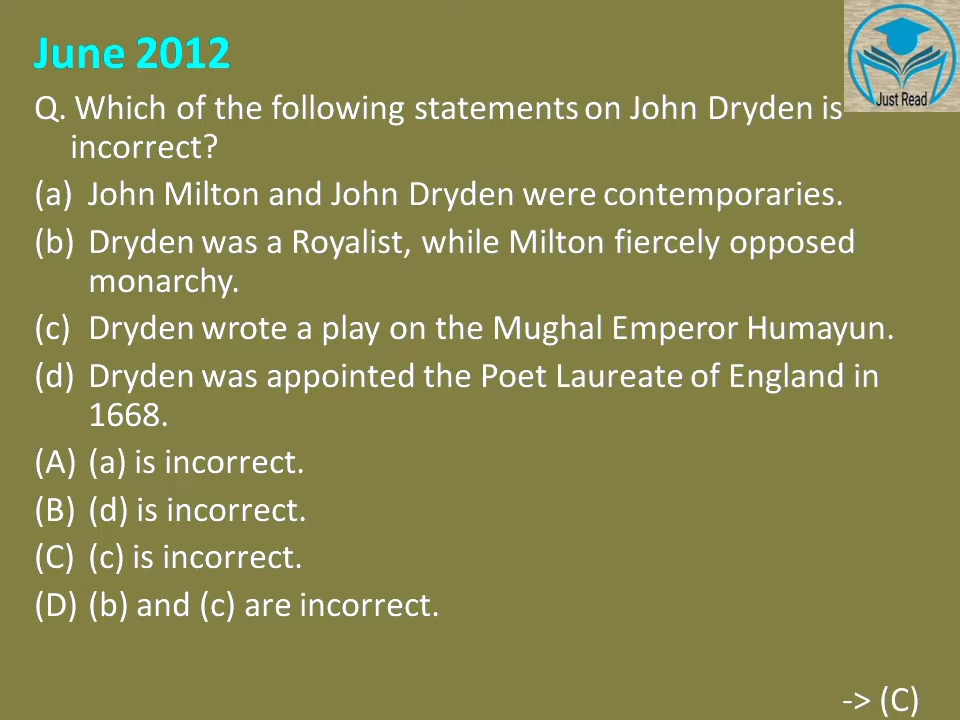 June 2012
Just Read
Q. Which of the following statements on John Dryden is
incorrect?
(a) John Milton and John Dryden were contemporaries.
(b) Dryden was a Royalist, while Milton fiercely opposed
monarchy.
(c) Dryden wrote a play on the Mughal Emperor Humayun.
(d) Dryden was appointed the Poet Laureate of England in
1668.
(A) (a) is incorrect.
(B) (d) is incorrect.
(C) (c) is incorrect.
(D) (b) and (c) are incorrect.
-> (C)